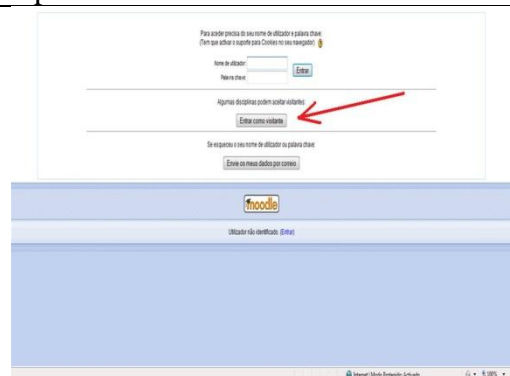 Para aceder precisa do seu nome de utilizador e palavra chave:
(Tem que activar o suporte para Cookies no seu navegador)
Nome de utilizador:
Palavra chave:
Entrar
Algumas disciplinas podem aceitar visitantes:
Entrar como visitante
Se esqueceu o seu nome de utilizador ou palavra chave:
Envie os meus dados por correio
moodle
Utilizador não identificado. (Entrar)
Internet | Modo Protegido: Activado
100%